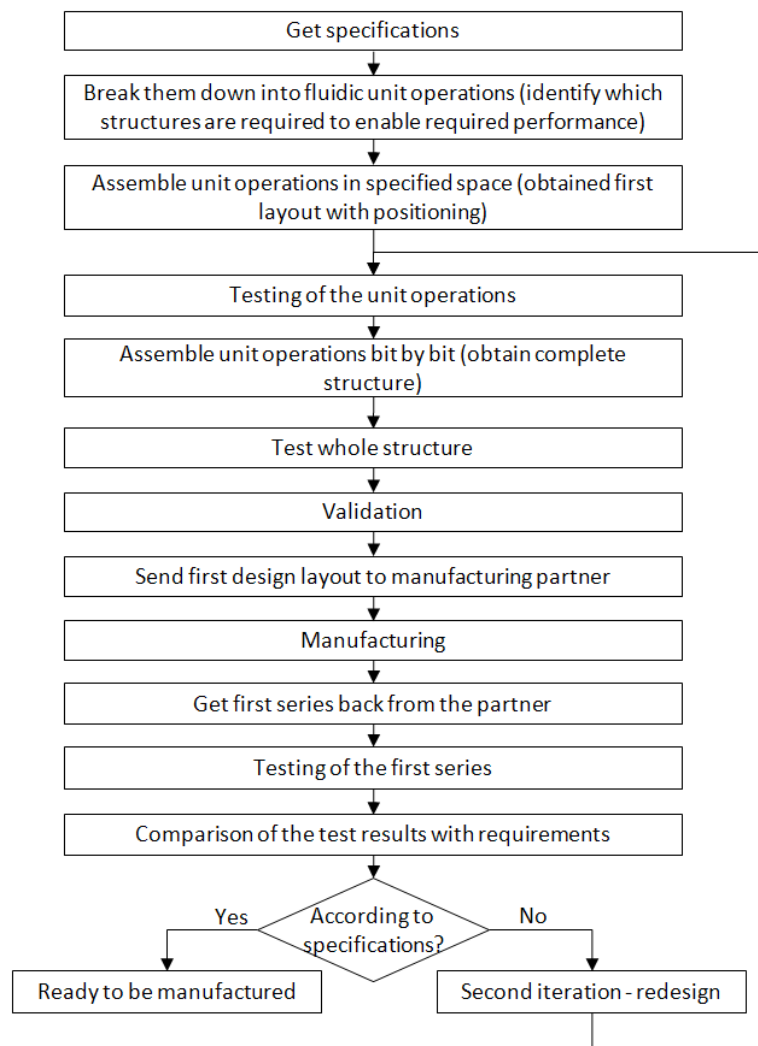 Get specifications
Break them down into fluidic unit operations (identify which
structures are required to enable required performance)
Assemble unit operations in specified space (obtained first
layout with positioning)
Testing of the unit operations
Assemble unit operations bit by bit (obtain complete
structure)
Test whole structure
Validation
Send first design layout to manufacturing partner
Manufacturing
Get first series back from the partner
Testing of the first series
Comparison of the test results with requirements
Yes
According to
specifications?
No
Ready to be manufactured
Second iteration - redesign